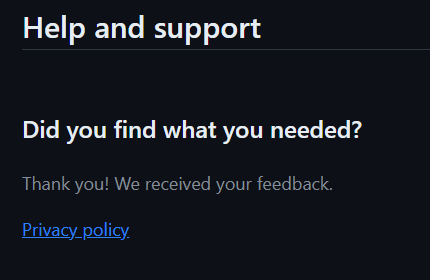 Help and support
Did you find what you needed?
Thank you! We received your feedback.
Privacy policy